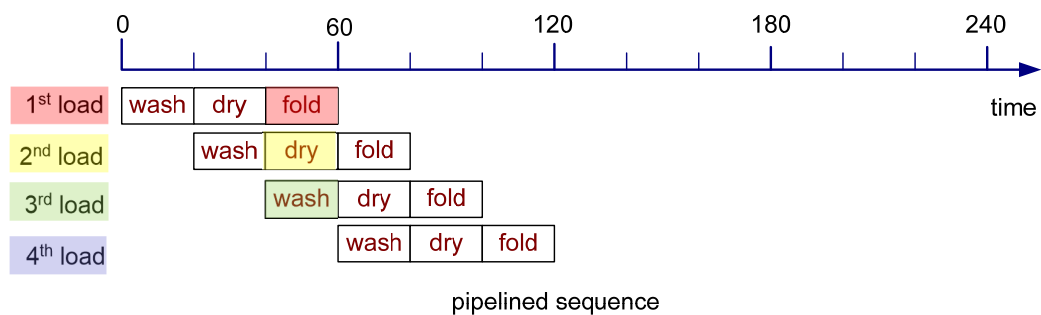 0 60 120 180 240
time
1st load wash dry fold
2nd load wash dry fold
3rd load wash dry fold
4th load wash dry fold
pipelined sequence